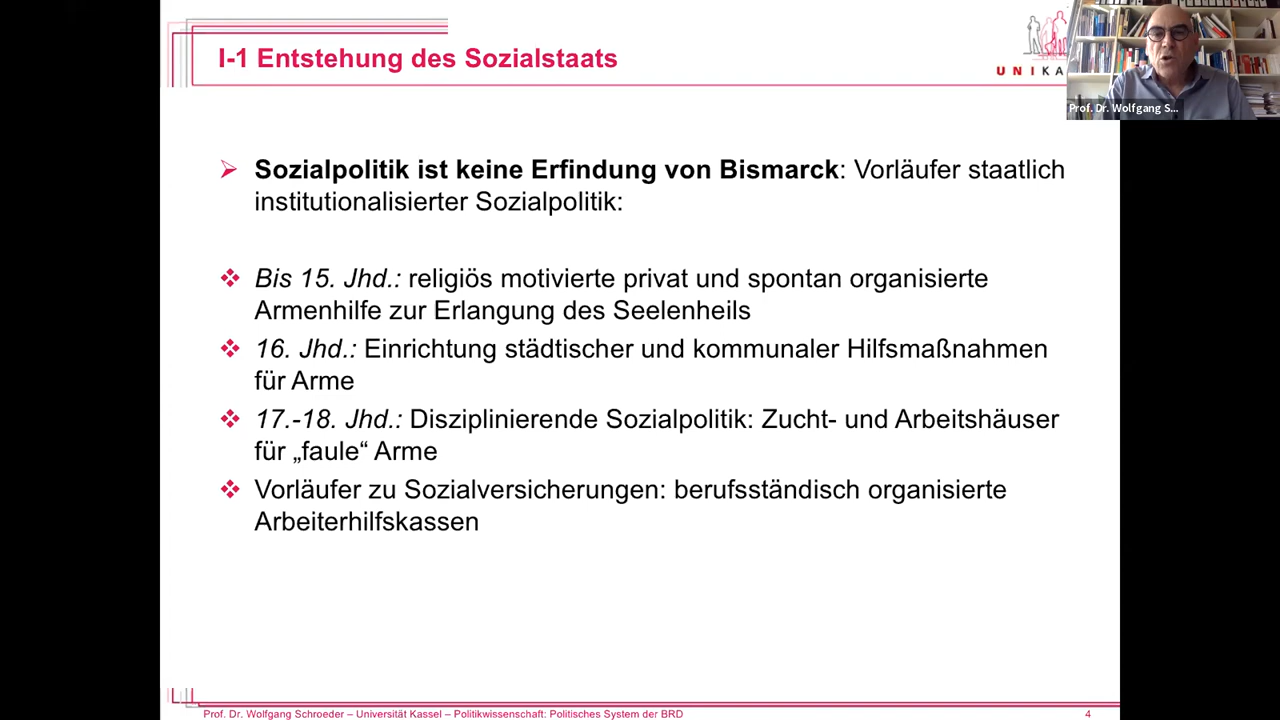 I-1 Entstehung des Sozialstaats
UNIKA
Prof. Dr. Wolfgang S...
Sozialpolitik ist keine Erfindung von Bismarck: Vorläufer staatlich
institutionalisierter Sozialpolitik:
Bis 15. Jhd.: religiös motivierte privat und spontan organisierte
Armenhilfe zur Erlangung des Seelenheils
16. Jhd.: Einrichtung städtischer und kommunaler Hilfsmaßnahmen
für Arme
17.-18. Jhd.: Disziplinierende Sozialpolitik: Zucht- und Arbeitshäuser
für „faule“ Arme
Vorläufer zu Sozialversicherungen: berufsständisch organisierte
Arbeiterhilfskassen
Prof. Dr. Wolfgang Schroeder – Universität Kassel – Politikwissenschaft: Politisches System der BRD
4